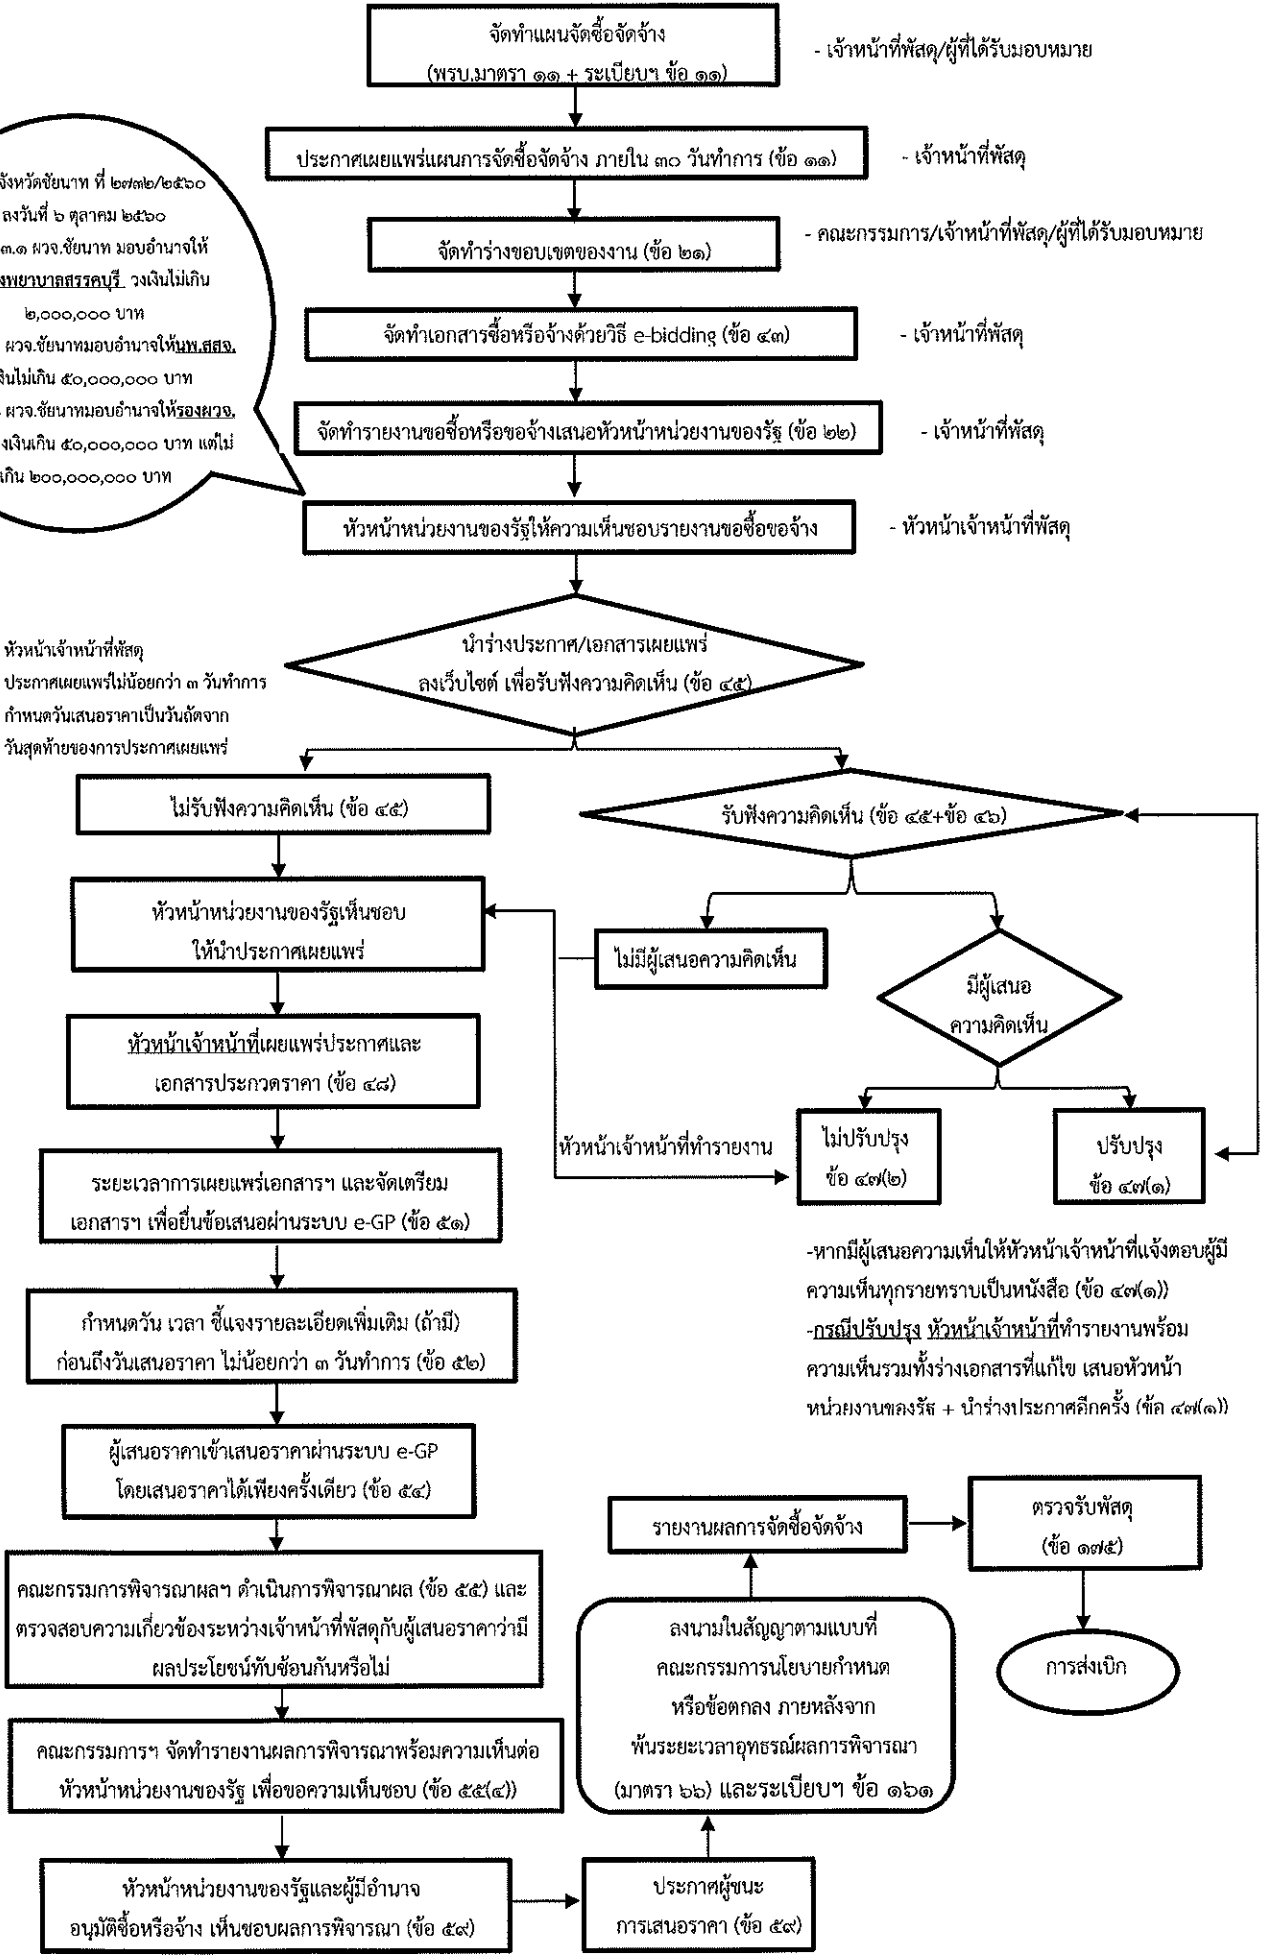 จัดทำแผนจัดซื้อจัดจ้าง
(พรบ.มาตรา ๑๑ + ระเบียบฯ ข้อ ๑๑)
- เจ้าหน้าที่พัสดุ/ผู้ที่ได้รับมอบหมาย
ประกาศเผยแพร่แผนการจัดซื้อจัดจ้าง ภายใน ๓๐ วันทำการ (ข้อ ๑๑)
- เจ้าหน้าที่พัสดุ
จังหวัดชัยนาท ที่ ๒๗๓๒/๒๕๖๐
ลงวันที่ ๖ ตุลาคม ๒๕๖๐
๓.๑ ผวจ.ชัยนาท มอบอำนาจให้
งพยาบาลสรรคบุรี วงเงินไม่เกิน
๒,๐๐๐,๐๐๐ บาท
ผวจ.ชัยนาทมอบอำนาจให้นพ.สสจ.
งินไม่เกิน ๕๐,๐๐๐,๐๐๐ บาท
ผวจ.ชัยนาทมอบอำนาจให้รองผวจ.
งเงินเกิน ๕๐,๐๐๐,๐๐๐ บาท แต่ไม่
เกิน ๒๐๐,๐๐๐,๐๐๐ บาท
จัดทำร่างขอบเขตของงาน (ข้อ ๒๑)
- คณะกรรมการ/เจ้าหน้าที่พัสดุ/ผู้ที่ได้รับมอบหมาย
จัดทำเอกสารซื้อหรือจ้างด้วยวิธี e-bidding (ข้อ ๔๓)
- เจ้าหน้าที่พัสดุ
จัดทำรายงานขอซื้อหรือขอจ้างเสนอหัวหน้าหน่วยงานของรัฐ (ข้อ ๒๒)
- เจ้าหน้าที่พัสดุ
หัวหน้าหน่วยงานของรัฐให้ความเห็นชอบรายงานขอซื้อขอจ้าง
- หัวหน้าเจ้าหน้าที่พัสดุ
นำร่างประกาศ/เอกสารเผยแพร่
ลงเว็บไซต์ เพื่อรับฟังความคิดเห็น (ข้อ ๔๕)
หัวหน้าเจ้าหน้าที่พัสดุ
ประกาศเผยแพร่ไม่น้อยกว่า ๓ วันทำการ
กำหนดวันเสนอราคาเป็นวันถัดจาก
วันสุดท้ายของการประกาศเผยแพร่
ไม่รับฟังความคิดเห็น (ข้อ ๔๕)
รับฟังความคิดเห็น (ข้อ ๔๕+ข้อ ๔๖)
หัวหน้าหน่วยงานของรัฐเห็นชอบ
ให้นำประกาศเผยแพร่
ไม่มีผู้เสนอความคิดเห็น
มีผู้เสนอ
ความคิดเห็น
หัวหน้าเจ้าหน้าที่เผยแพร่ประกาศและ
เอกสารประกวดราคา (ข้อ ๔๘)
หัวหน้าเจ้าหน้าที่ทำรายงาน
ไม่ปรับปรุง
ข้อ ๔๗(๒)
ปรับปรุง
ข้อ ๔๗(๑)
ระยะเวลาการเผยแพร่เอกสารฯ และจัดเตรียม
เอกสารฯ เพื่อยื่นข้อเสนอผ่านระบบ e-GP (ข้อ ๕๑)
-หากมีผู้เสนอความเห็นให้หัวหน้าเจ้าหน้าที่แจ้งตอบผู้มี
ความเห็นทุกรายทราบเป็นหนังสือ (ข้อ ๔๗(๑))
-กรณีปรับปรุง หัวหน้าเจ้าหน้าที่ทำรายงานพร้อม
ความเห็นรวมทั้งร่างเอกสารที่แก้ไข เสนอหัวหน้า
หน่วยงานของรัฐ + นำร่างประกาศอีกครั้ง (ข้อ ๔๗(๑))
กำหนดวัน เวลา ชี้แจงรายละเอียดเพิ่มเติม (ถ้ามี)
ก่อนถึงวันเสนอราคา ไม่น้อยกว่า ๓ วันทำการ (ข้อ ๕๒)
ผู้เสนอราคาเข้าเสนอราคาผ่านระบบ e-GP
โดยเสนอราคาได้เพียงครั้งเดียว (ข้อ ๕๔)
คณะกรรมการพิจารณาผลฯ ดำเนินการพิจารณาผล (ข้อ ๕๕) และ
ตรวจสอบความเกี่ยวข้องระหว่างเจ้าหน้าที่พัสดุกับผู้เสนอราคาว่ามี
ผลประโยชน์ทับซ้อนกันหรือไม่
คณะกรรมการฯ จัดทำรายงานผลการพิจารณาพร้อมความเห็นต่อ
หัวหน้าหน่วยงานของรัฐ เพื่อขอความเห็นชอบ (ข้อ ๕๕(๔))
หัวหน้าหน่วยงานของรัฐและผู้มีอำนาจ
อนุมัติซื้อหรือจ้าง เห็นชอบผลการพิจารณา (ข้อ ๕๙)
ประกาศผู้ชนะ
การเสนอราคา (ข้อ ๕๙)
ลงนามในสัญญาตามแบบที่
คณะกรรมการนโยบายกำหนด
หรือข้อตกลง ภายหลังจาก
พ้นระยะเวลาอุทธรณ์ผลการพิจารณา
(มาตรา ๖๖) และระเบียบฯ ข้อ ๑๖๑
รายงานผลการจัดซื้อจัดจ้าง
ตรวจรับพัสดุ
(ข้อ ๑๗๕)
การส่งเบิก